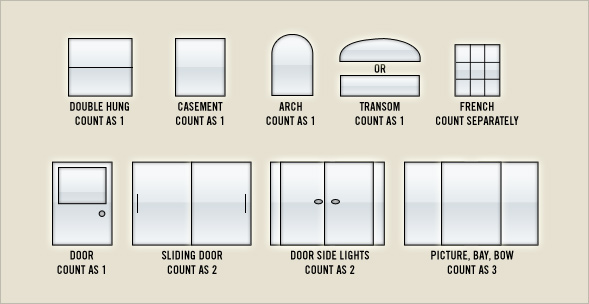 OR
DOUBLE HUNG
COUNT AS 1
CASEMENT
COUNT AS 1
ARCH
COUNT AS 1
TRANSOM
COUNT AS 1
FRENCH
COUNT SEPARATELY
DOOR
COUNT AS 1
SLIDING DOOR
COUNT AS 2
DOOR SIDE LIGHTS
COUNT AS 2
PICTURE, BAY, BOW
COUNT AS 3